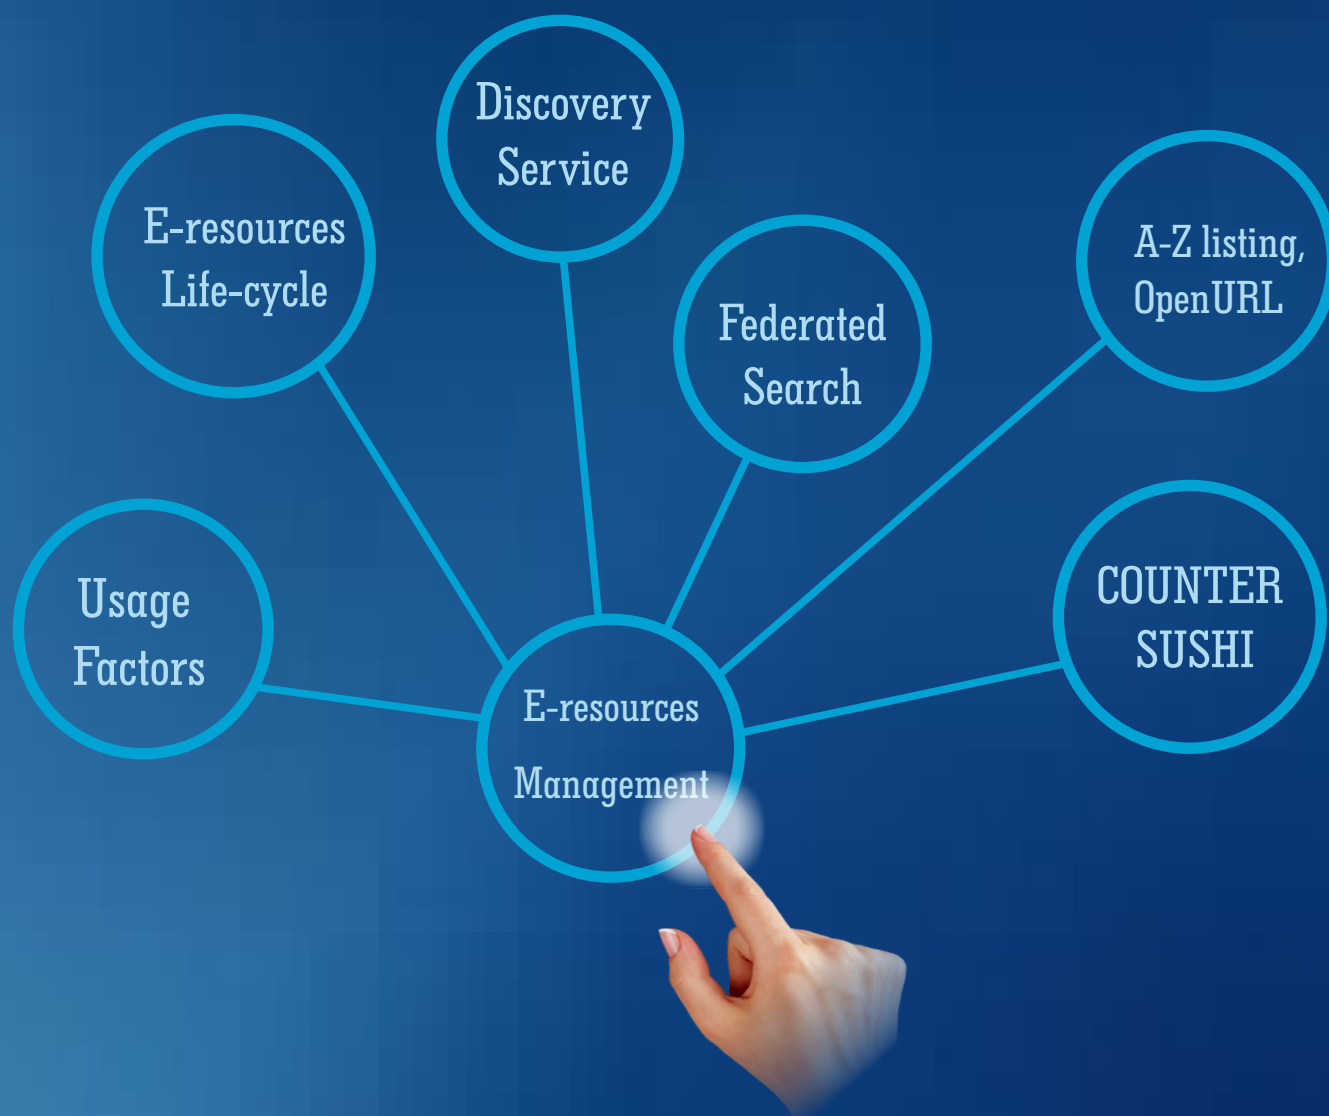 Discovery
Service
E-resources
Life-cycle
A-Z listing,
OpenURL
Federated
Search
Usage
Factors
COUNTER
SUSHI
E-resources
Management